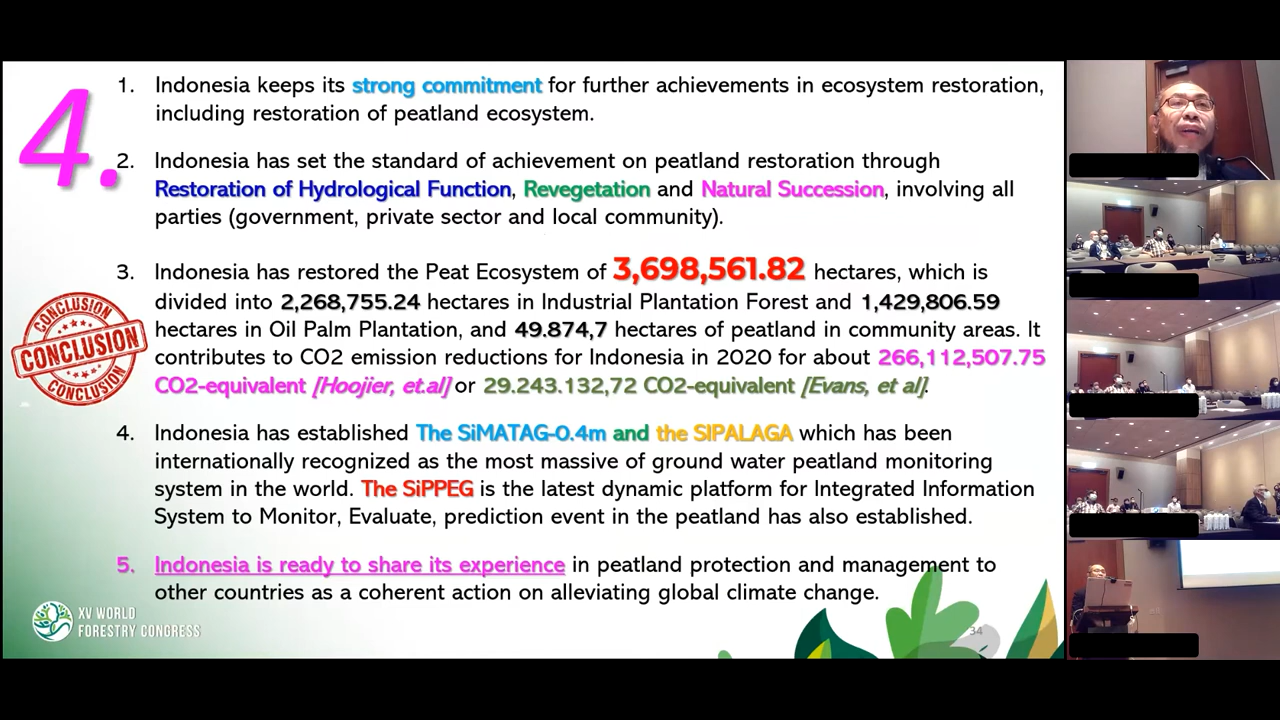 4.
1. Indonesia keeps its strong commitment for further achievements in ecosystem restoration,
including restoration of peatland ecosystem.
2. Indonesia has set the standard of achievement on peatland restoration through
Restoration of Hydrological Function, Revegetation and Natural Succession, involving all
parties (government, private sector and local community).
3. Indonesia has restored the Peat Ecosystem of 3,698,561.82 hectares, which is
divided into 2,268,755.24 hectares in Industrial Plantation Forest and 1,429,806.59
hectares in Oil Palm Plantation, and 49.874,7 hectares of peatland in community areas. It
contributes to CO2 emission reductions for Indonesia in 2020 for about 266,112,507.75
CO2-equivalent [Hoojier, et.al] or 29.243.132,72 CO2-equivalent [Evans, et al].
CONCLUSION
CONCLUSION
CONCLUSION
4. Indonesia has established The SiMATAG-0.4m and the SIPALAGA which has been
internationally recognized as the most massive of ground water peatland monitoring
system in the world. The SiPPEG is the latest dynamic platform for Integrated Information
System to Monitor, Evaluate, prediction event in the peatland has also established.
5. Indonesia is ready to share its experience in peatland protection and management to
other countries as a coherent action on alleviating global climate change.
XV WORLD
FORESTRY CONGRESS
34